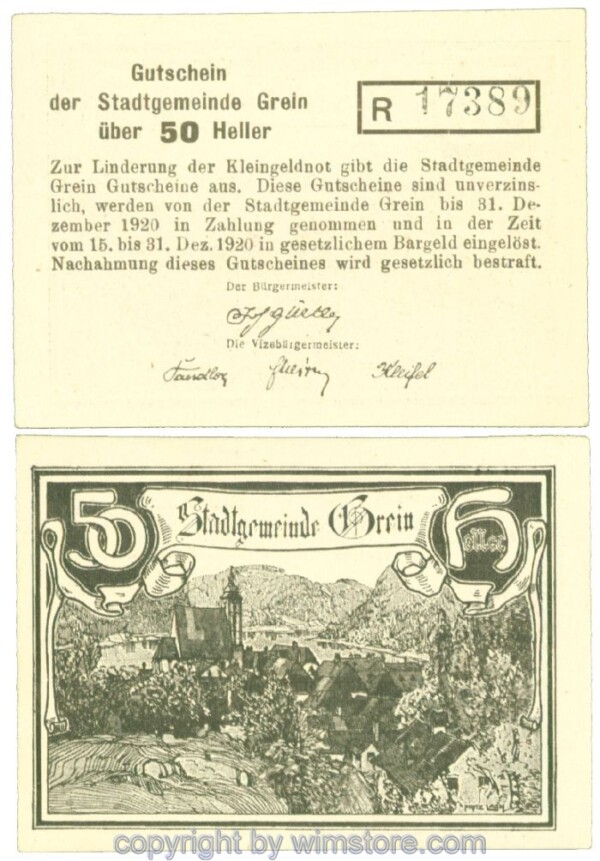 Gutschein
der Stadtgemeinde Grein
über 50 Heller
R 17389
Zur Linderung der Kleingeldnot gibt die Stadtgemeinde
Grein Gutscheine aus. Diese Gutscheine sind unverzins-
lich, werden von der Stadtgemeinde Grein bis 31. De-
zember 1920 in Zahlung genommen und in der Zeit
vom 15. bis 31. Dez. 1920 in gesetzlichem Bargeld eingelöst.
Nachahmung dieses Gutscheines wird gesetzlich bestraft.
Der Bürgermeister:
Die Vizebürgermeister:
50 Stadtgemeinde Grein Heller
copyright by wimstore.com